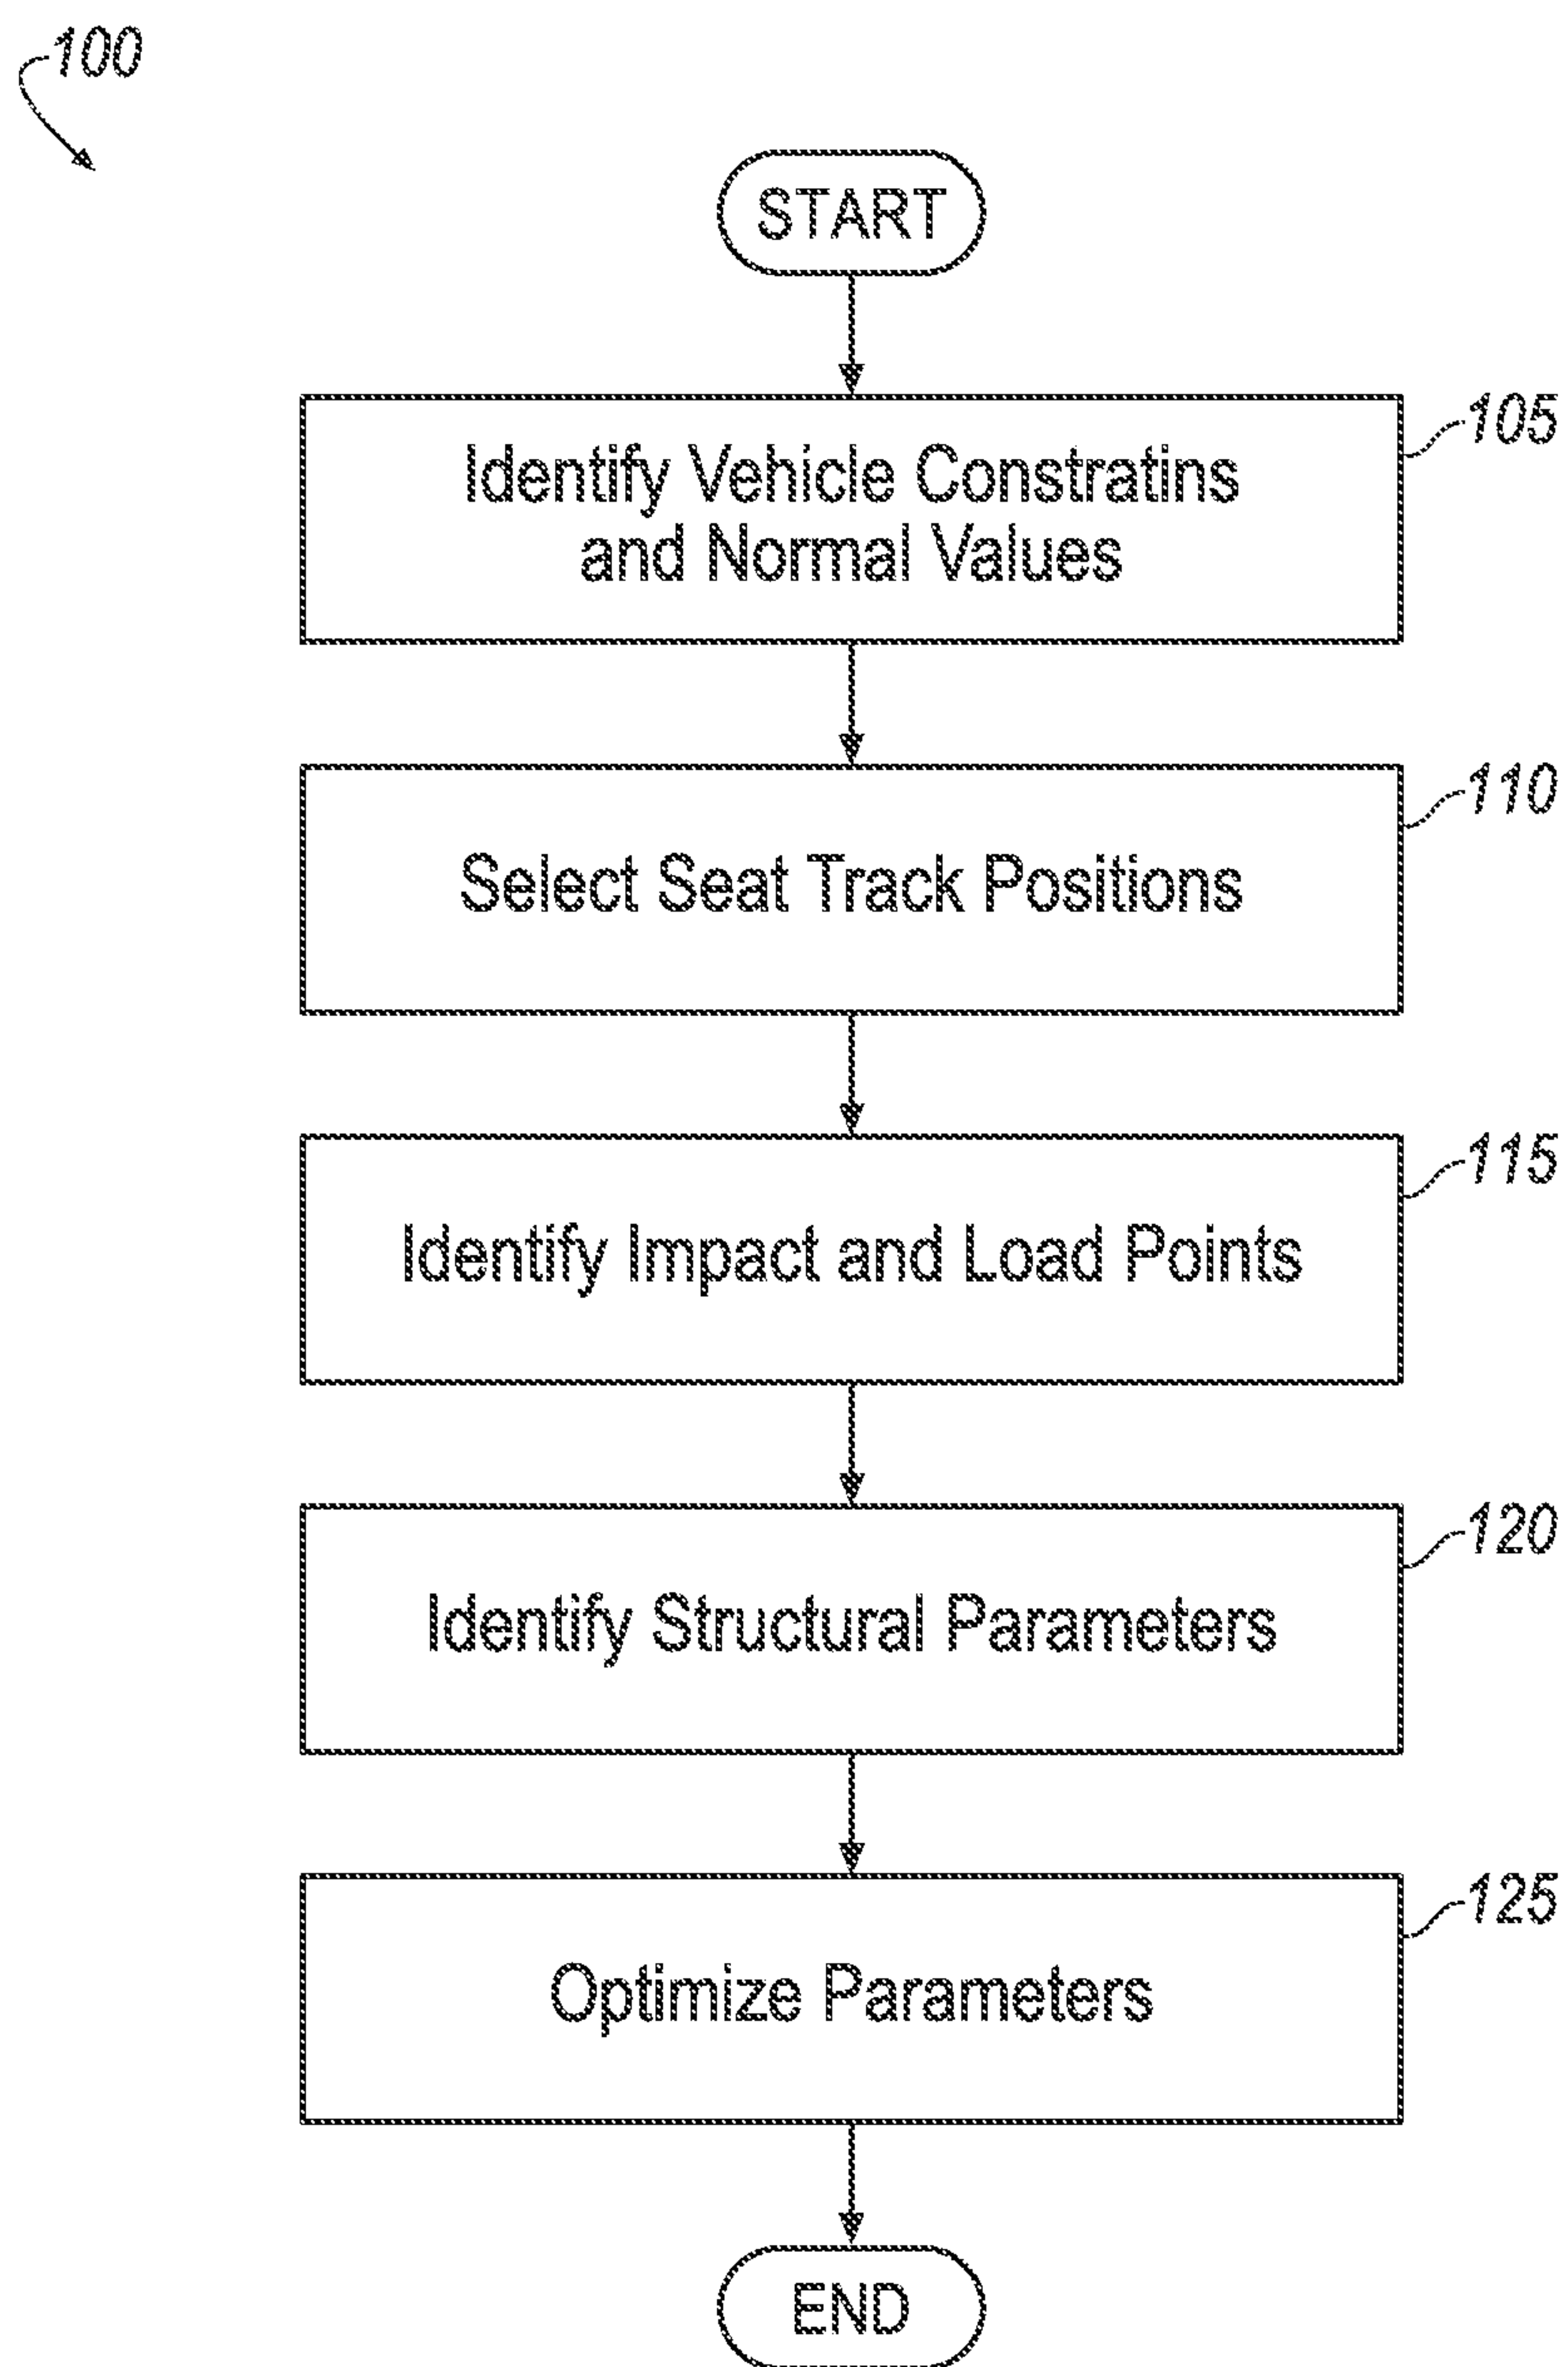 100
START
105
Identify Vehicle Constratins
and Normal Values
110
Select Seat Track Positions
115
Identify Impact and Load Points
120
Identify Structural Parameters
125
Optimize Parameters
END